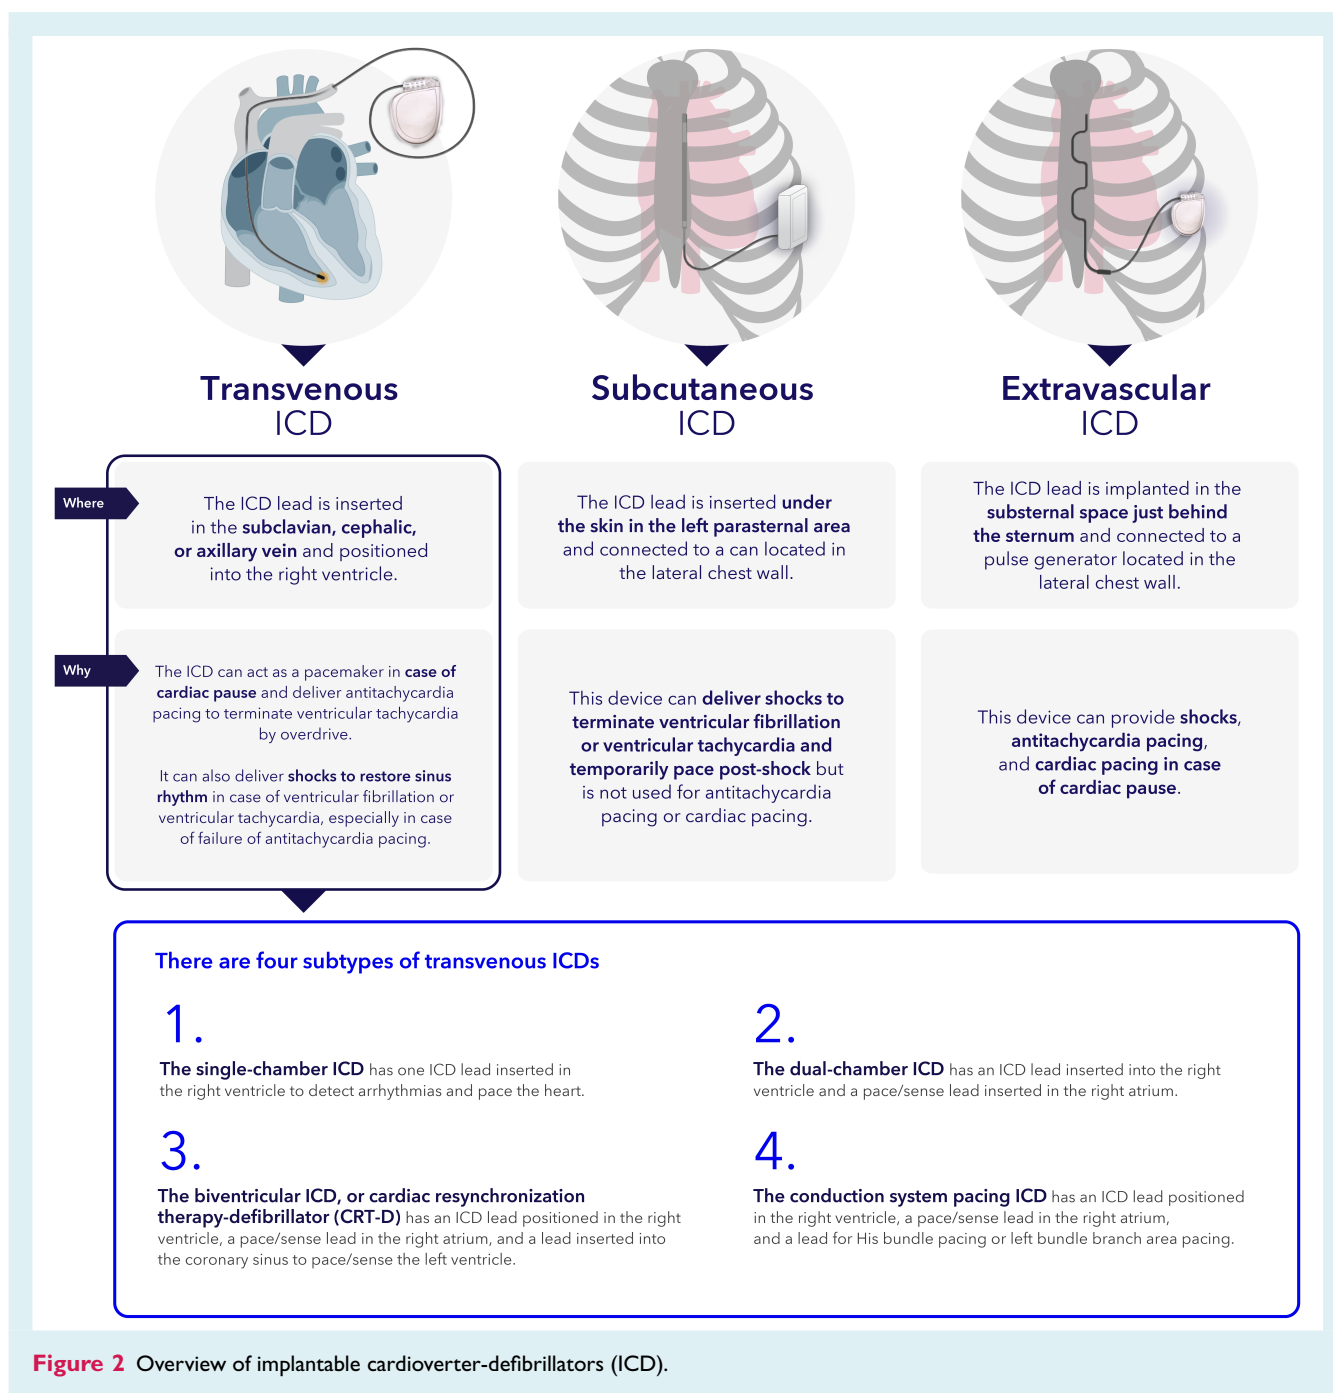 Transvenous
ICD
Subcutaneous
ICD
Extravascular
ICD
Where
The ICD lead is inserted
in the subclavian, cephalic,
or axillary vein and positioned
into the right ventricle.
The ICD lead is inserted under
the skin in the left parasternal area
and connected to a can located in
the lateral chest wall.
The ICD lead is implanted in the
substernal space just behind
the sternum and connected to a
pulse generator located in the
lateral chest wall.
Why
The ICD can act as a pacemaker in case of
cardiac pause and deliver antitachycardia
pacing to terminate ventricular tachycardia
by overdrive.
It can also deliver shocks to restore sinus
rhythm in case of ventricular fibrillation or
ventricular tachycardia, especially in case
of failure of antitachycardia pacing.
This device can deliver shocks to
terminate ventricular fibrillation
or ventricular tachycardia and
temporarily pace post-shock but
is not used for antitachycardia
pacing or cardiac pacing.
This device can provide shocks,
antitachycardia pacing,
and cardiac pacing in case
of cardiac pause.
There are four subtypes of transvenous ICDs
1.
The single-chamber ICD has one ICD lead inserted in
the right ventricle to detect arrhythmias and pace the heart.
2.
The dual-chamber ICD has an ICD lead inserted into the right
ventricle and a pace/sense lead inserted in the right atrium.
3.
The biventricular ICD, or cardiac resynchronization
therapy-defibrillator (CRT-D) has an ICD lead positioned in the right
ventricle, a pace/sense lead in the right atrium, and a lead inserted into
the coronary sinus to pace/sense the left ventricle.
4.
The conduction system pacing ICD has an ICD lead positioned
in the right ventricle, a pace/sense lead in the right atrium,
and a lead for His bundle pacing or left bundle branch area pacing.
Figure 2 Overview of implantable cardioverter-defibrillators (ICD).